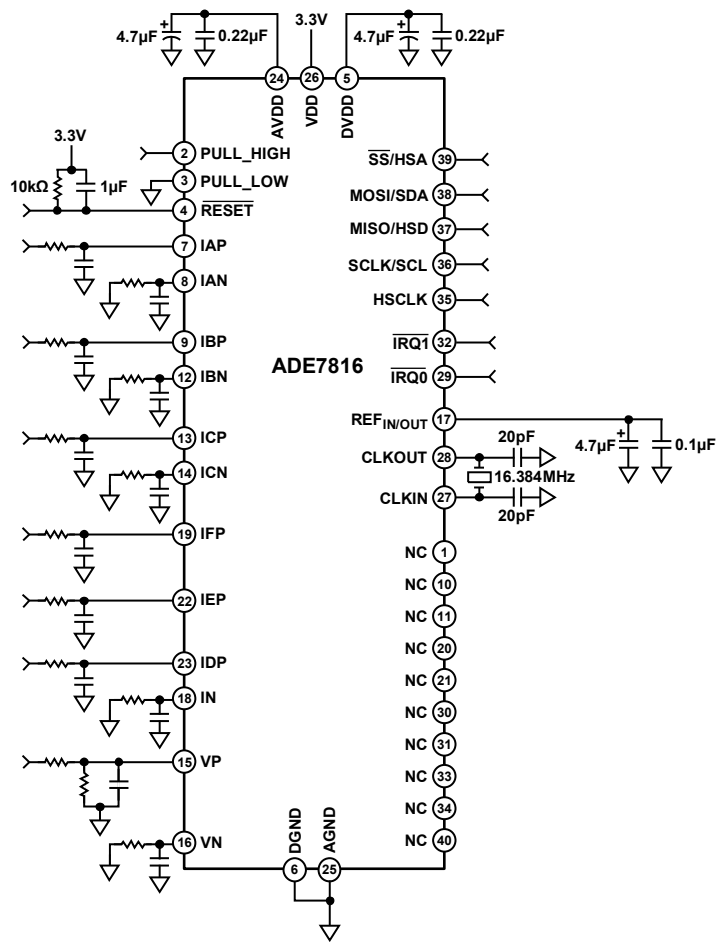 3.3V
4.7µF
+
0.22µF
4.7µF
+
0.22µF
24
26
5
AVDD
VDD
DVDD
3.3V
10kΩ
1µF
2 PULL_HIGH
3 PULL_LOW
4 RESET
7 IAP
8 IAN
9 IBP
12 IBN
13 ICP
14 ICN
19 IFP
22 IEP
23 IDP
18 IN
15 VP
16 VN
ADE7816
SS/HSA 39
MOSI/SDA 38
MISO/HSD 37
SCLK/SCL 36
HSCLK 35
IRQ1 32
IRQ0 29
REFIN/OUT 17
4.7µF
+
0.1µF
CLKOUT 28
20pF
16.384MHz
CLKIN 27
20pF
NC 1
NC 10
NC 11
NC 20
NC 21
NC 30
NC 31
NC 33
NC 34
NC 40
DGND
AGND
6
25